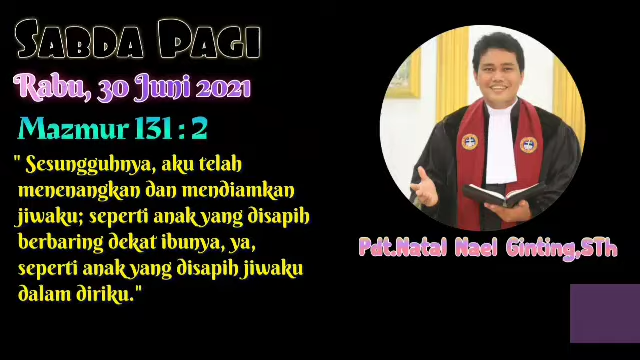 Sabda Pagi
Rabu, 30 Juni 2021
Mazmur 131 : 2
" Sesungguhnya, aku telah
menenangkan dan mendiamkan
jiwaku; seperti anak yang disapih
berbaring dekat ibunya, ya,
seperti anak yang disapih jiwaku
dalam diriku."
Pdt.Natal Nael Ginting,STh